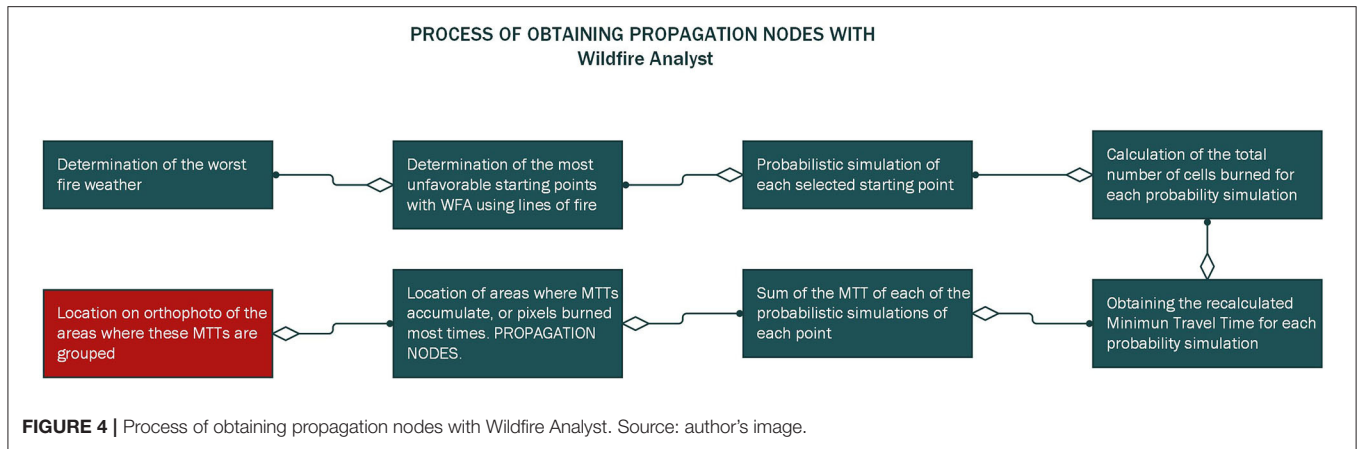 PROCESS OF OBTAINING PROPAGATION NODES WITH
Wildfire Analyst
Determination of the worst
fire weather
Determination of the most
unfavorable starting points
with WFA using lines of fire
Probabilistic simulation of
each selected starting point
Calculation of the total
number of cells burned for
each probability simulation
Location on orthophoto of the
areas where these MTTs are
grouped
Location of areas where MTTs
accumulate, or pixels burned
most times. PROPAGATION
NODES.
Sum of the MTT of each of the
probabilistic simulations of
each point
Obtaining the recalculated
Minimun Travel Time for each
probability simulation
FIGURE 4 | Process of obtaining propagation nodes with Wildfire Analyst. Source: author's image.